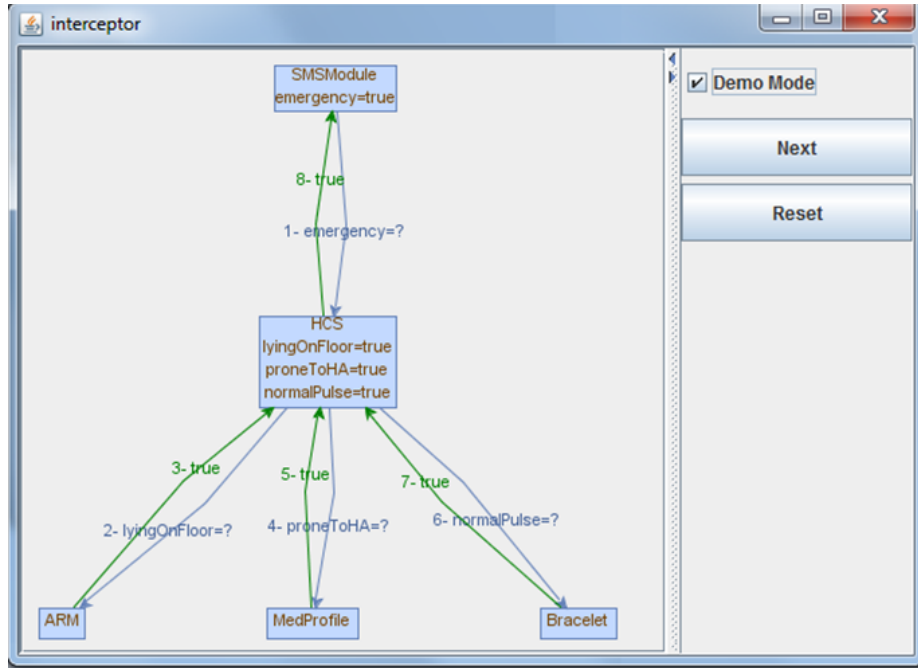 interceptor
SMSModule
emergency=true
8- true
1- emergency=?
HCS
lyingOnFloor=true
proneToHA=true
normalPulse=true
3- true
5- true
7- true
2- lyingOnFloor=?
4- proneToHA=?
6- normalPulse=?
ARM
MedProfile
Bracelet
Demo Mode
Next
Reset